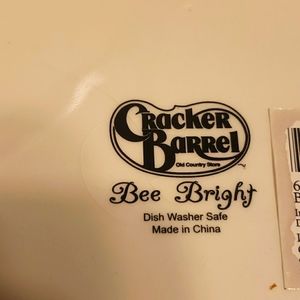 Cracker
Barrel
Old Country Store
Bee Bright
Dish Washer Safe
Made in China